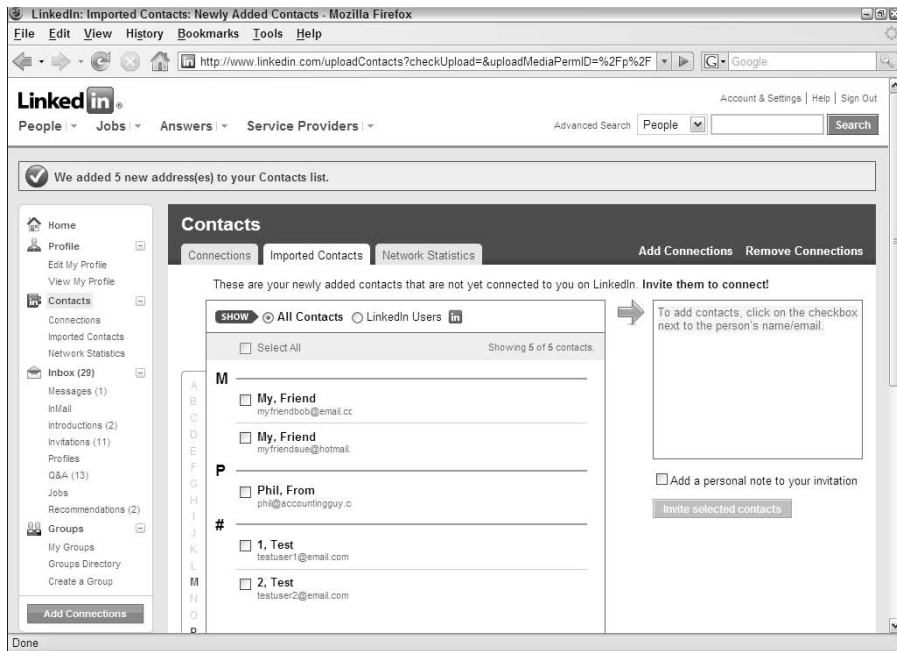 LinkedIn: Imported Contacts: Newly Added Contacts - Mozilla Firefox
File Edit View History Bookmarks Tools Help
http://www.linkedin.com/uploadContacts?checkUpload=&uploadMediaPermID=%2Fp%2F
G Google
Linked in ®
Account & Settings | Help | Sign Out
People Jobs Answers Service Providers
Advanced Search People Search
We added 5 new address(es) to your Contacts list.
Home
Profile
Edit My Profile
View My Profile
Contacts
Connections
Imported Contacts
Network Statistics
Inbox (29)
Messages (1)
InMail
Introductions (2)
Invitations (11)
Profiles
Q&A (13)
Jobs
Recommendations (2)
Groups
My Groups
Groups Directory
Create a Group
Add Connections
Contacts
Connections Imported Contacts Network Statistics
Add Connections Remove Connections
These are your newly added contacts that are not yet connected to you on LinkedIn. Invite them to connect!
SHOW All Contacts LinkedIn Users in
Select All Showing 5 of 5 contacts.
A
B
C
D
E
F
G
H
I
J
K
L
M
N
O
P
M
My, Friend
myfriendbob@email.cc
My, Friend
myfriendsue@hotmail.
P
Phil, From
phil@accountingguy.c
#
1, Test
testuser1@email.com
2, Test
testuser2@email.com
To add contacts, click on the checkbox
next to the person's name/email.
Add a personal note to your invitation
Invite selected contacts
Done